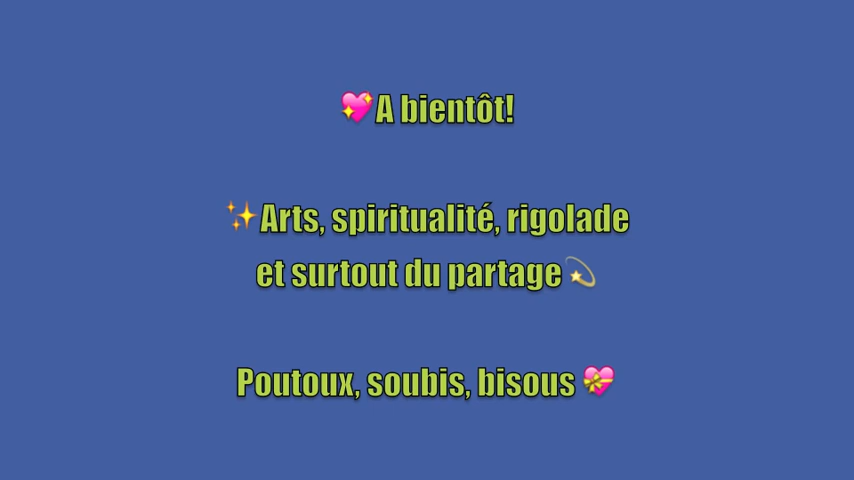 💖A bientôt!
✨Arts, spiritualité, rigolade
et surtout du partage💫
Poutoux, soubis, bisous 💝